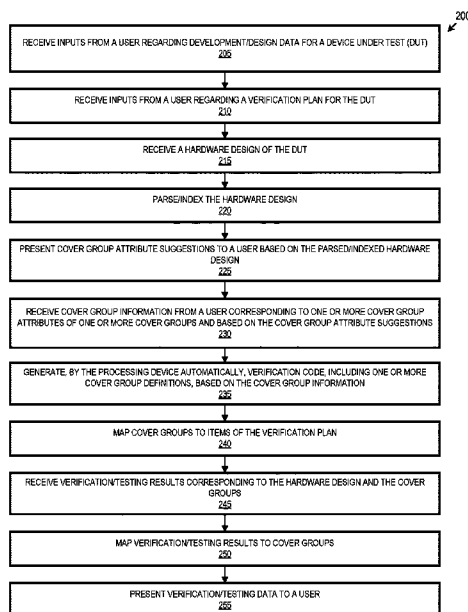 200
RECEIVE INPUTS FROM A USER REGARDING DEVELOPMENT/DESIGN DATA FOR A DEVICE UNDER TEST (DUT)
205
RECEIVE INPUTS FROM A USER REGARDING A VERIFICATION PLAN FOR THE DUT
210
RECEIVE A HARDWARE DESIGN OF THE DUT
215
PARSE/INDEX THE HARDWARE DESIGN
220
PRESENT COVER GROUP ATTRIBUTE SUGGESTIONS TO A USER BASED ON THE PARSED/INDEXED HARDWARE
DESIGN
225
RECEIVE COVER GROUP INFORMATION FROM A USER CORRESPONDING TO ONE OR MORE COVER GROUP
ATTRIBUTES OF ONE OR MORE COVER GROUPS AND BASED ON THE COVER GROUP ATTRIBUTE SUGGESTIONS
230
GENERATE, BY THE PROCESSING DEVICE AUTOMATICALLY, VERIFICATION CODE, INCLUDING ONE OR MORE
COVER GROUP DEFINITIONS, BASED ON THE COVER GROUP INFORMATION
235
MAP COVER GROUPS TO ITEMS OF THE VERIFICATION PLAN
240
RECEIVE VERIFICATION/TESTING RESULTS CORRESPONDING TO THE HARDWARE DESIGN AND THE COVER
GROUPS
245
MAP VERIFICATION/TESTING RESULTS TO COVER GROUPS
250
PRESENT VERIFICATION/TESTING DATA TO A USER
255